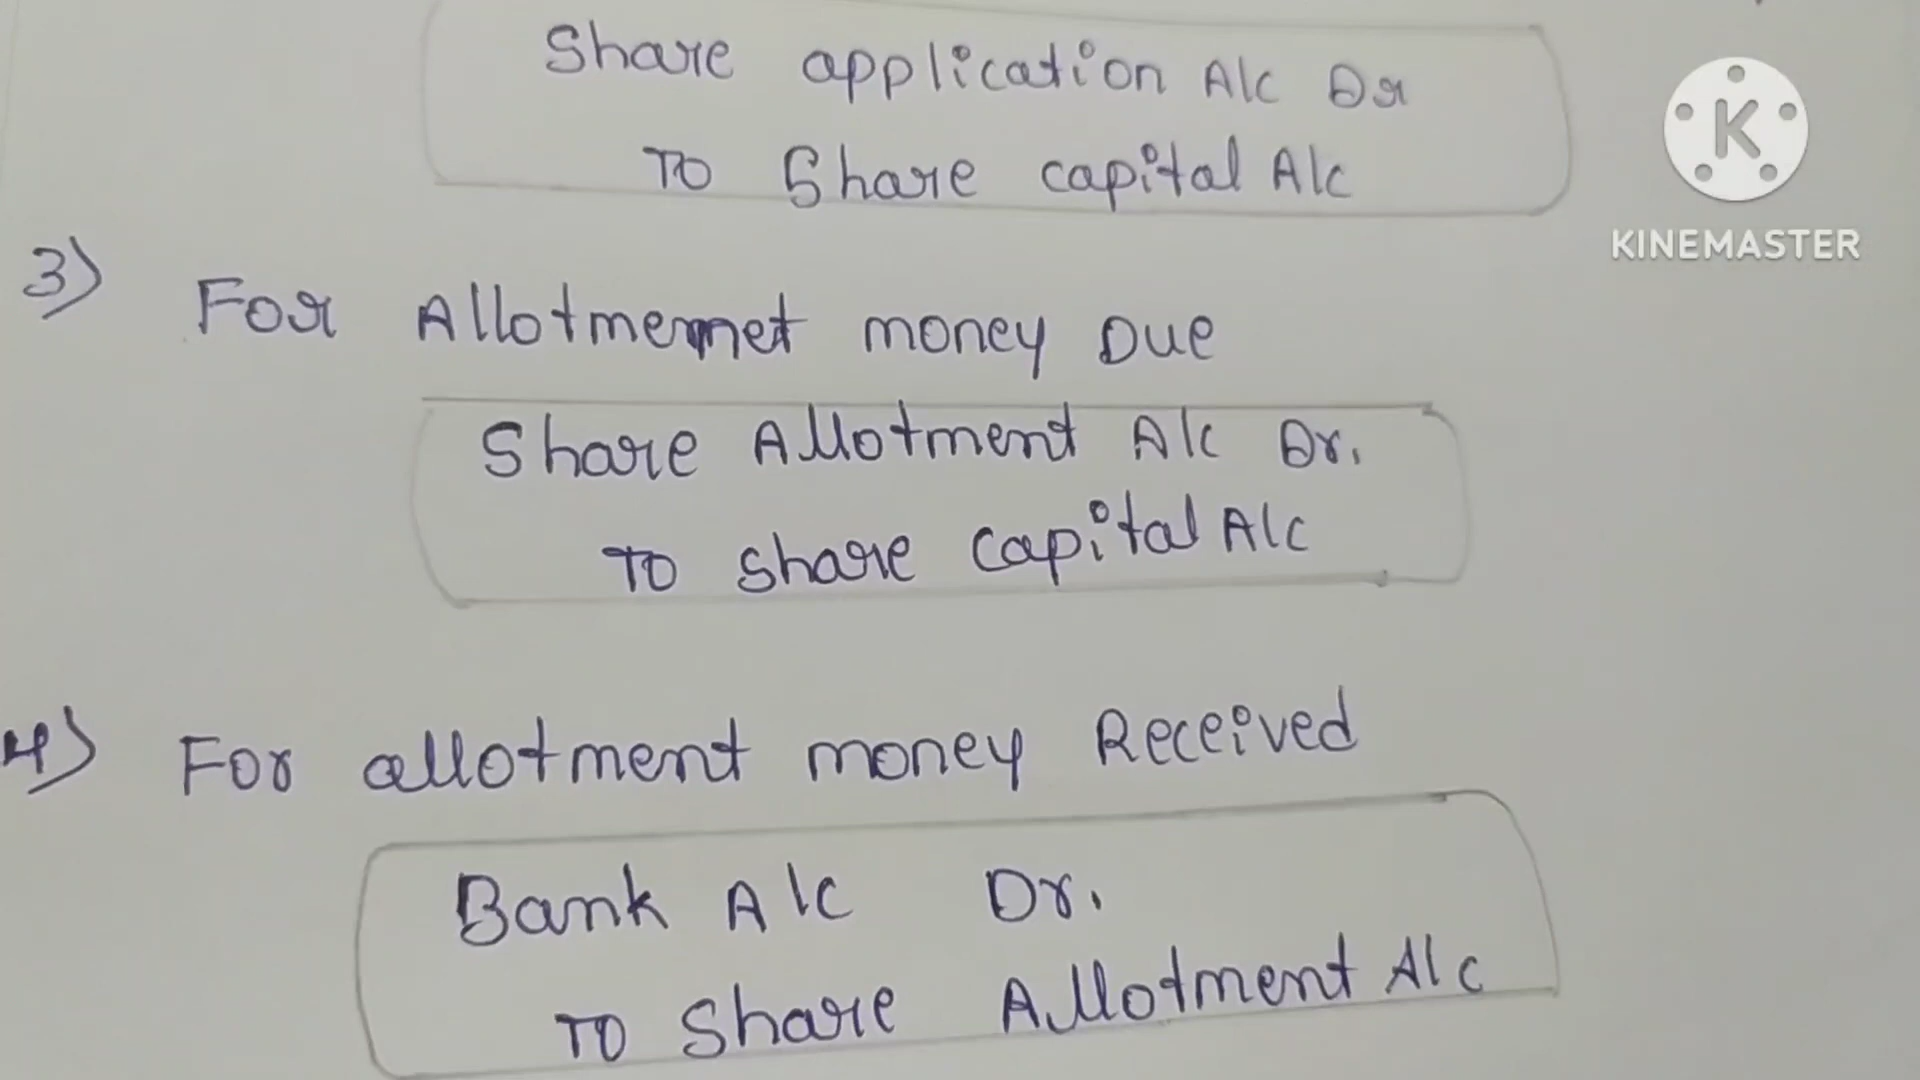 Share application A/c Dr
To Share capital A/c
KINEMASTER
3) For Allotmemnet money Due
Share Allotment A/c Dr.
To share capital A/c
4) For allotment money Received
Bank A/c Dr.
To Share Allotment A/c